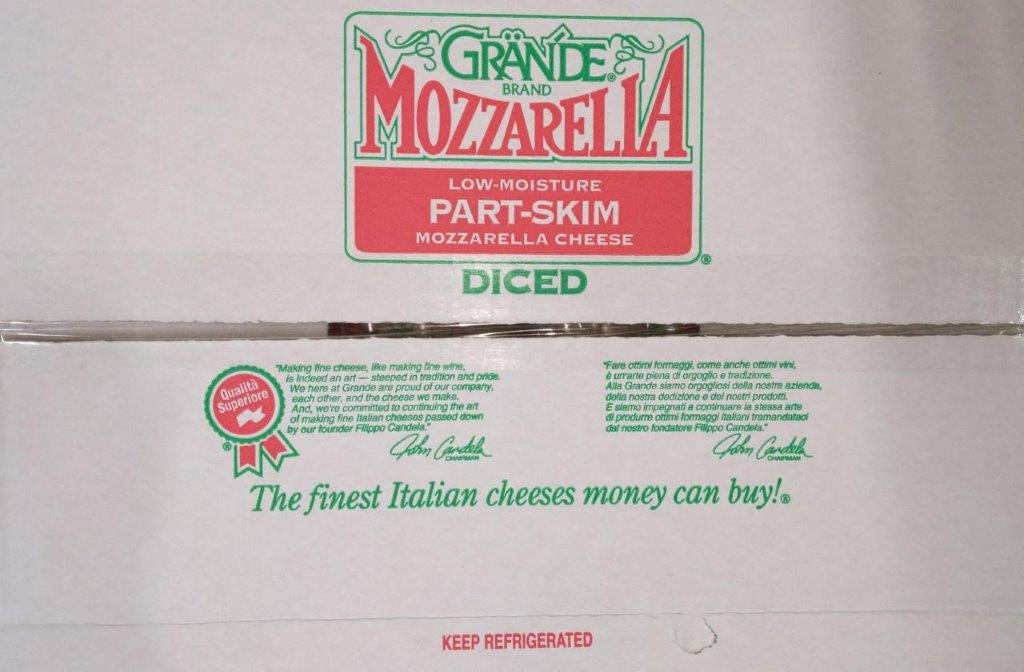 GRÄNDE®
BRAND
MOZZARELLA
LOW-MOISTURE
PART-SKIM
MOZZARELLA CHEESE
®
DICED
Qualità
Superiore
®
"Making fine cheese, like making fine wine,
is indeed an art — steeped in tradition and pride.
We here at Grande are proud of our company,
each other, and the cheese we make.
And, we're committed to continuing the art
of making fine Italian cheeses passed down
by our founder Filippo Candela."
John Candela
CHAIRMAN
"Fare ottimi formaggi, come anche ottimi vini,
è un'arte piena di orgoglio e tradizione.
Alla Grande siamo orgogliosi della nostra azienda,
della nostra dedizione e dei nostri prodotti.
E siamo impegnati a continuare la stessa arte
di produrre ottimi formaggi italiani tramandataci
dal nostro fondatore Filippo Candela."
John Candela
CHAIRMAN
The finest Italian cheeses money can buy!®
KEEP REFRIGERATED